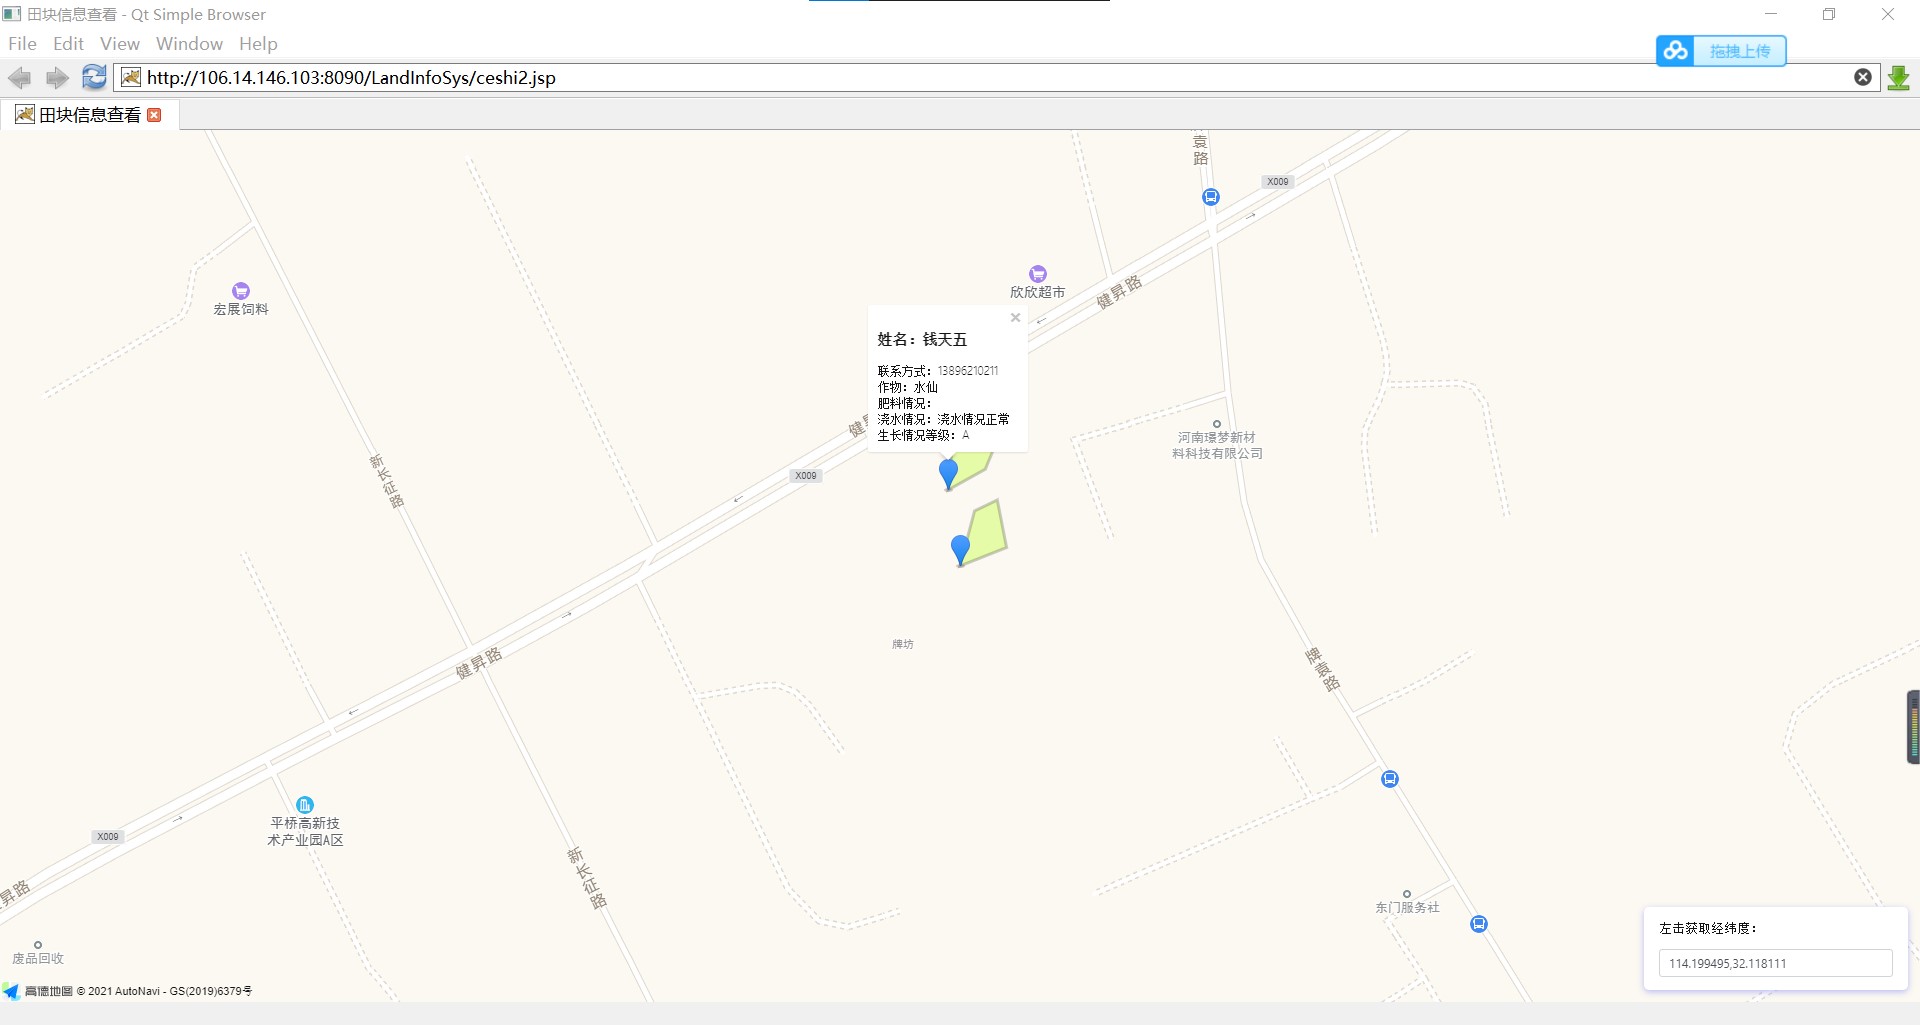 田块信息查看 - Qt Simple Browser
File Edit View Window Help
拖拽上传
http://106.14.146.103:8090/LandInfoSys/ceshi2.jsp
田块信息查看
袁路
X009
宏展饲料
欣欣超市
健昇路
姓名：钱天五
联系方式：13896210211
作物：水仙
肥料情况：
浇水情况：浇水情况正常
生长情况等级：A
健
河南璟梦新材
料科技有限公司
新长征路
X009
牌坊
健昇路
牌袁路
平桥高新技
术产业园A区
X009
新长征路
昇路
东门服务社
左击获取经纬度：
114.199495,32.118111
废品回收
高德地图 © 2021 AutoNavi - GS(2019)6379号